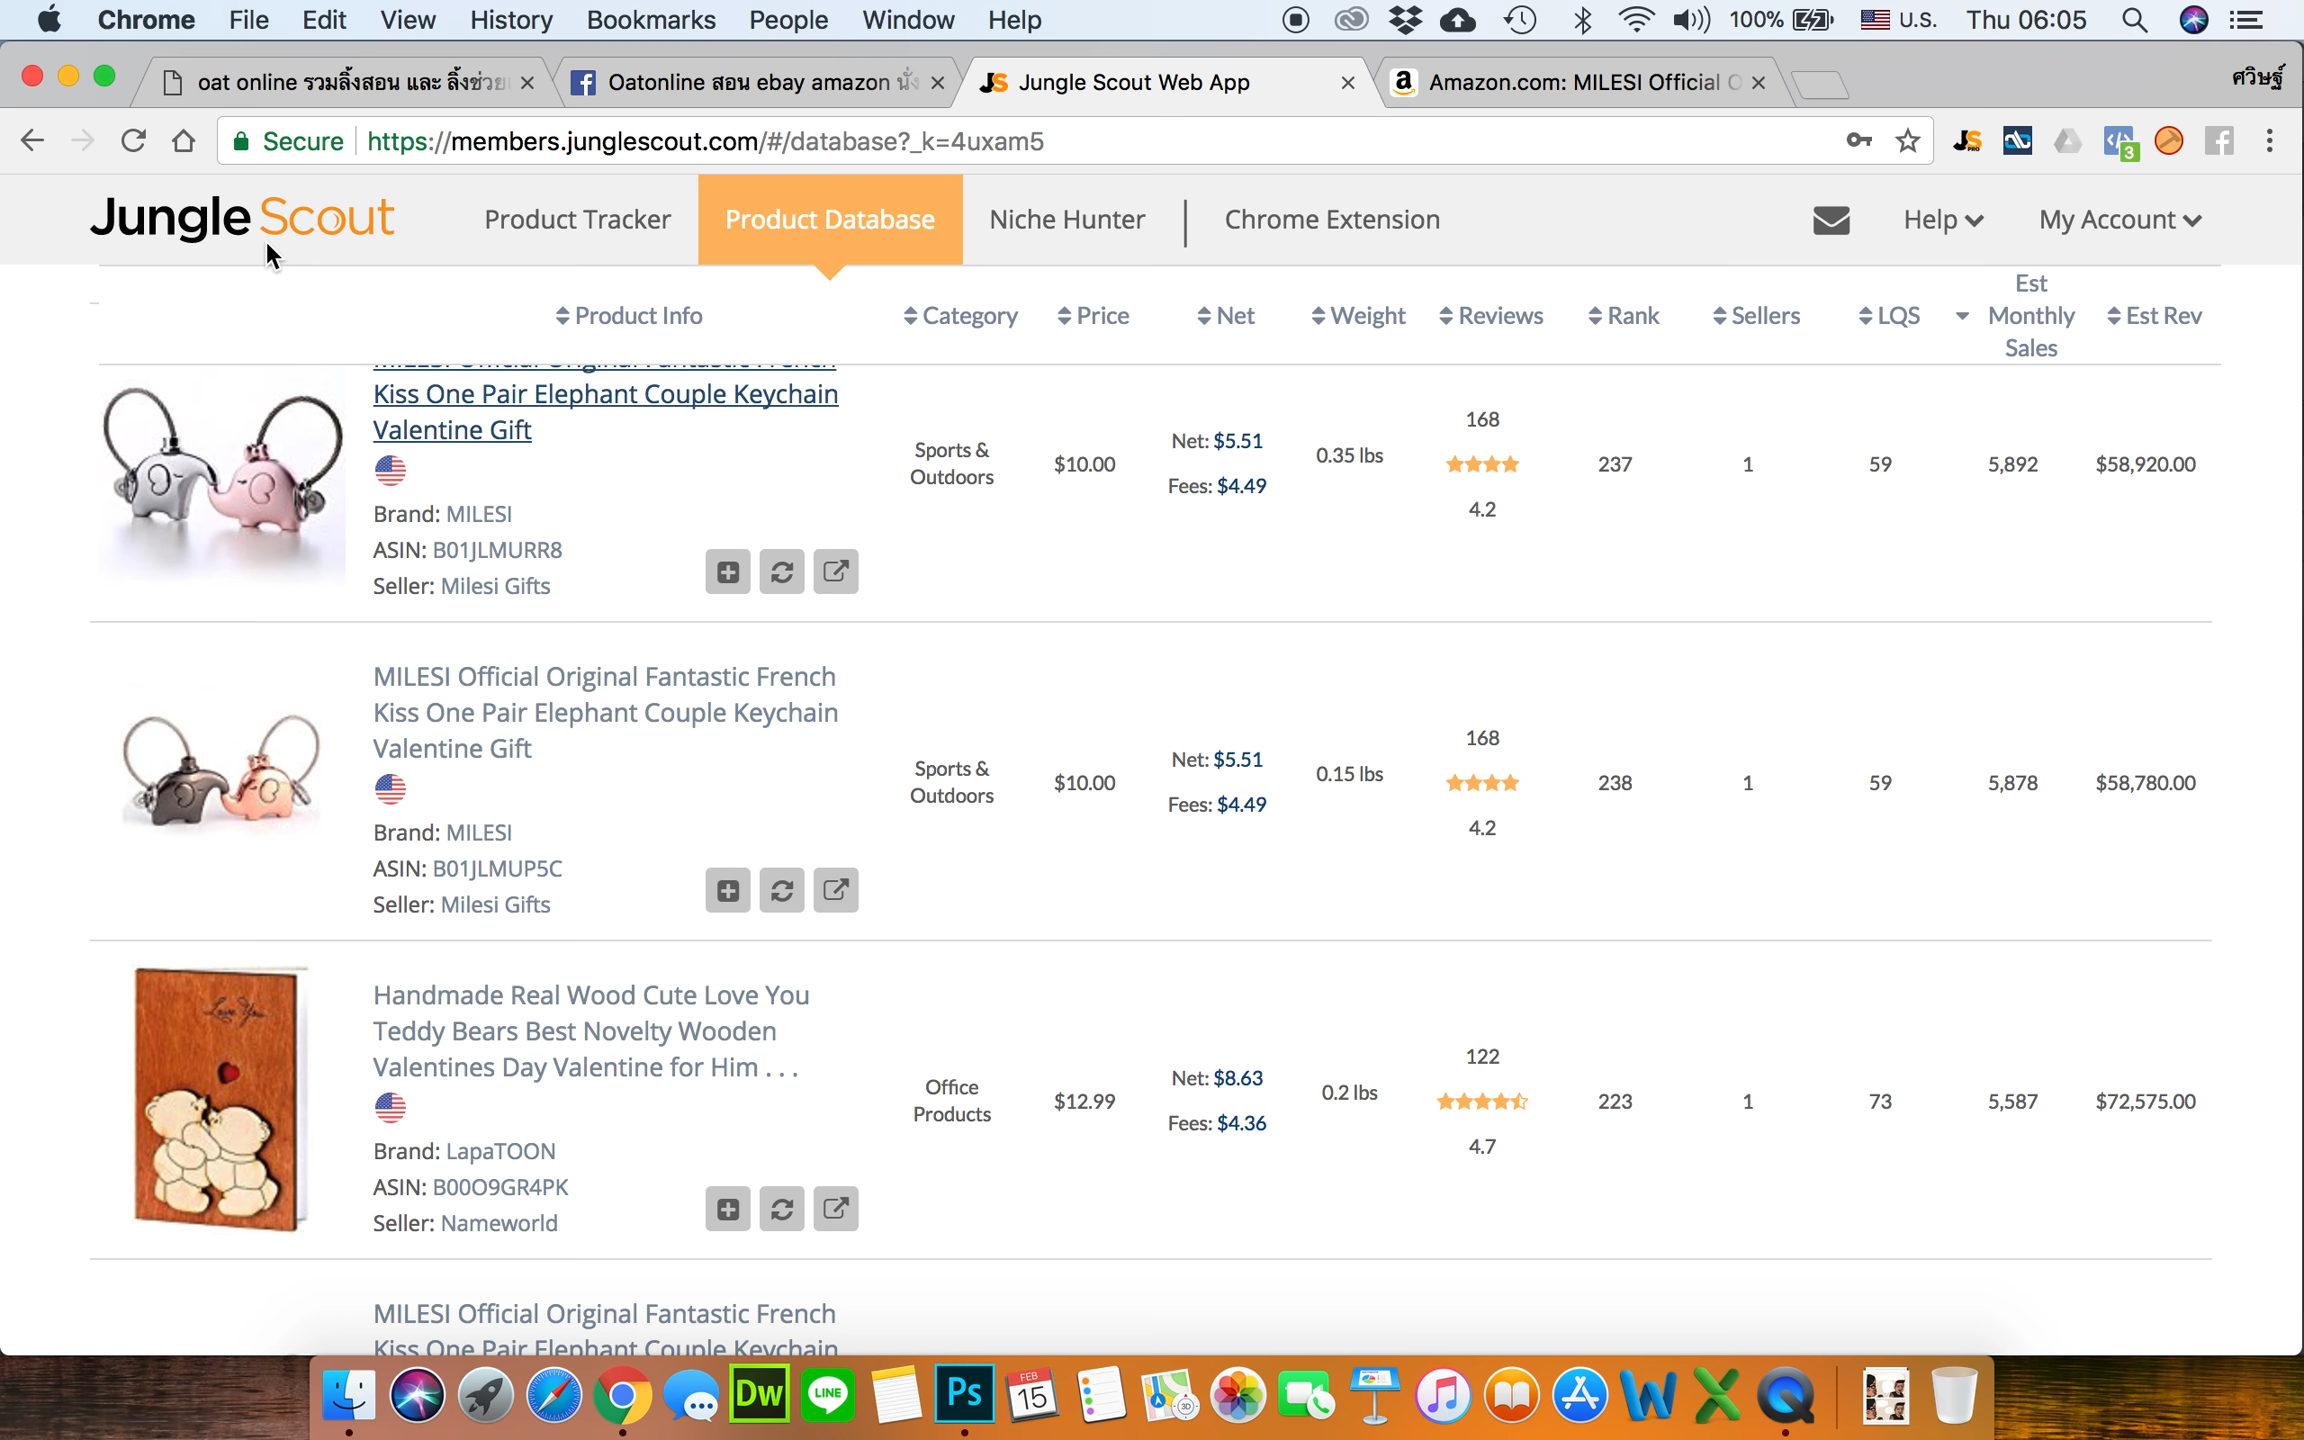 Chrome File Edit View History Bookmarks People Window Help 100% U.S. Thu 06:05
oat online รวมลิ้งสอน และ ลิ้งช่วย
Oatonline สอน ebay amazon นั่ง
Jungle Scout Web App
Amazon.com: MILESI Official O
ศวิษฐ์
Secure https://members.junglescout.com/#/database?_k=4uxam5
JS PRO
3
Jungle Scout Product Tracker Product Database Niche Hunter Chrome Extension Help My Account
Product Info Category Price Net Weight Reviews Rank Sellers LQS Est Monthly Sales Est Rev
MILESI Official Original Fantastic French
Kiss One Pair Elephant Couple Keychain
Valentine Gift
Brand: MILESI
ASIN: B01JLMURR8
Seller: Milesi Gifts
Sports &
Outdoors
$10.00
Net: $5.51
Fees: $4.49
0.35 lbs
168
4.2
237
1
59
5,892
$58,920.00
MILESI Official Original Fantastic French
Kiss One Pair Elephant Couple Keychain
Valentine Gift
Brand: MILESI
ASIN: B01JLMUP5C
Seller: Milesi Gifts
Sports &
Outdoors
$10.00
Net: $5.51
Fees: $4.49
0.15 lbs
168
4.2
238
1
59
5,878
$58,780.00
Love You
Handmade Real Wood Cute Love You
Teddy Bears Best Novelty Wooden
Valentines Day Valentine for Him . . .
Brand: LapaTOON
ASIN: B00O9GR4PK
Seller: Nameworld
Office
Products
$12.99
Net: $8.63
Fees: $4.36
0.2 lbs
122
4.7
223
1
73
5,587
$72,575.00
MILESI Official Original Fantastic French
Kiss One Pair Elephant Couple Keychain
Dw
LINE
Ps
FEB
15
3D